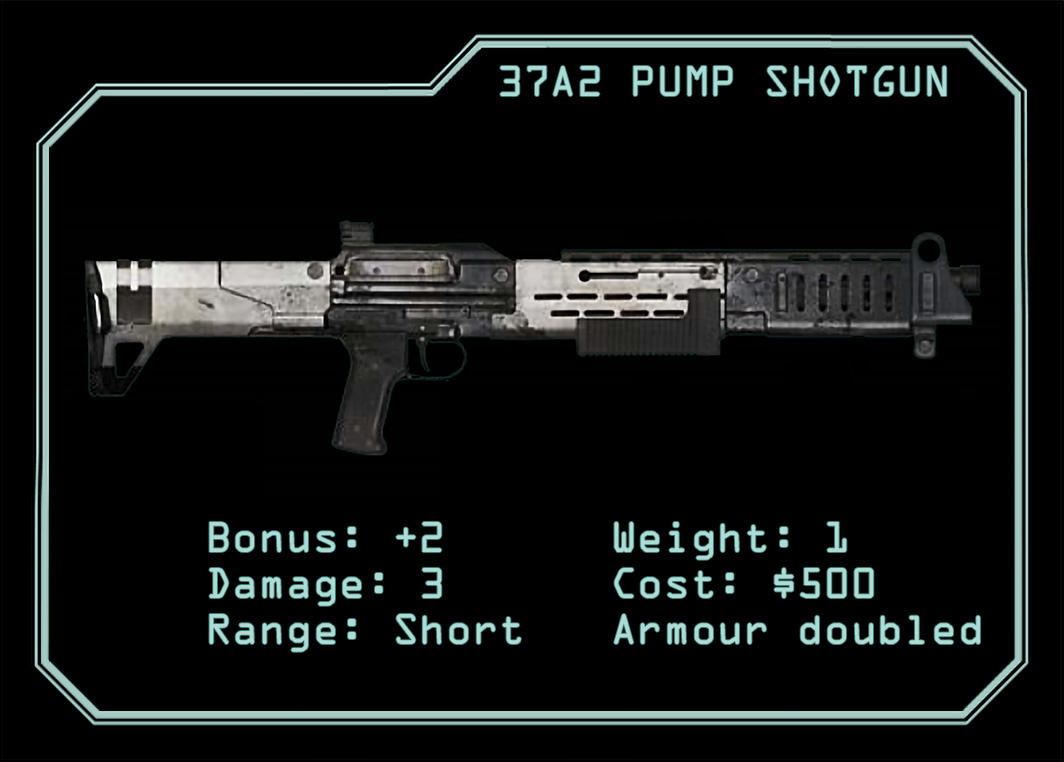 37A2 PUMP SHOTGUN
Bonus: +2
Damage: 3
Range: Short
Weight: 1
Cost: $500
Armour doubled